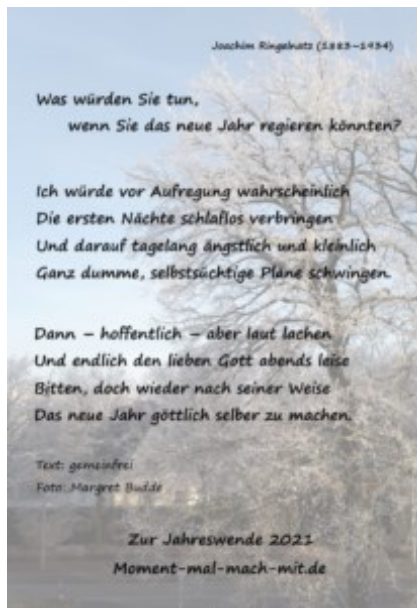 Joachim Ringelnatz (1883–1934)
Was würden Sie tun,
wenn Sie das neue Jahr regieren könnten?
Ich würde vor Aufregung wahrscheinlich
Die ersten Nächte schlaflos verbringen
Und darauf tagelang ängstlich und kleinlich
Ganz dumme, selbstsüchtige Pläne schwingen.
Dann – hoffentlich – aber laut lachen
Und endlich den lieben Gott abends leise
Bitten, doch wieder nach seiner Weise
Das neue Jahr göttlich selber zu machen.
Text: gemeinfrei
Foto: Margret Budde
Zur Jahreswende 2021
Moment-mal-mach-mit.de